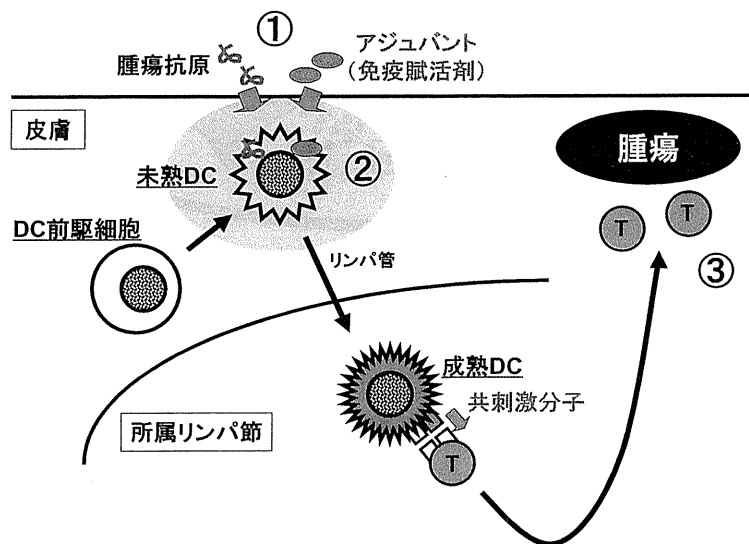 ①
腫瘍抗原
アジュバント
(免疫賦活剤)
皮膚
腫瘍
②
未熟DC
T
T
DC前駆細胞
リンパ管
③
成熟DC
共刺激分子
所属リンパ節
T